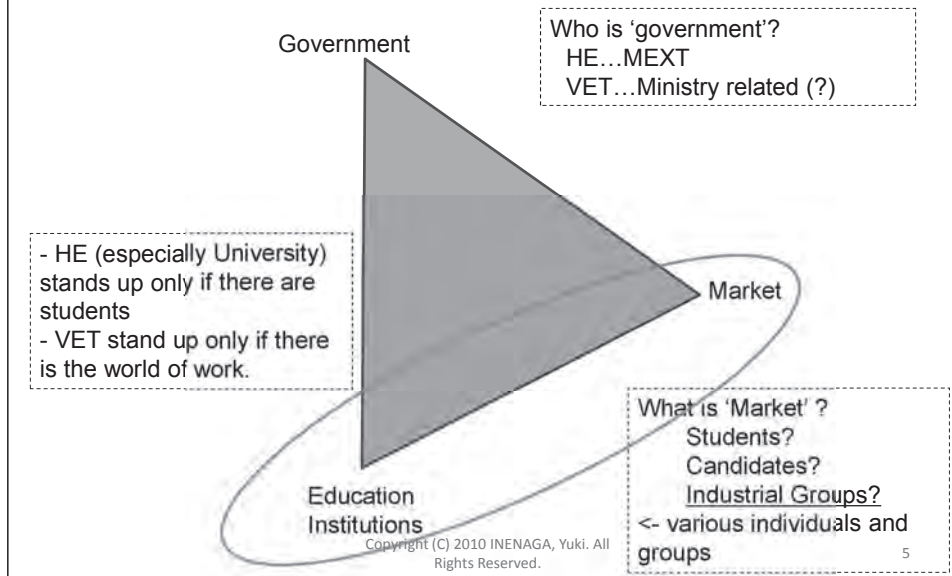 Government
Who is ‘government’?
HE…MEXT
VET…Ministry related (?)
- HE (especially University)
stands up only if there are
students
- VET stand up only if there
is the world of work.
Market
What is ‘Market’ ?
Students?
Candidates?
Industrial Groups?
<- various individuals and
groups
Education
Institutions
Copyright (C) 2010 INENAGA, Yuki. All
Rights Reserved.
5